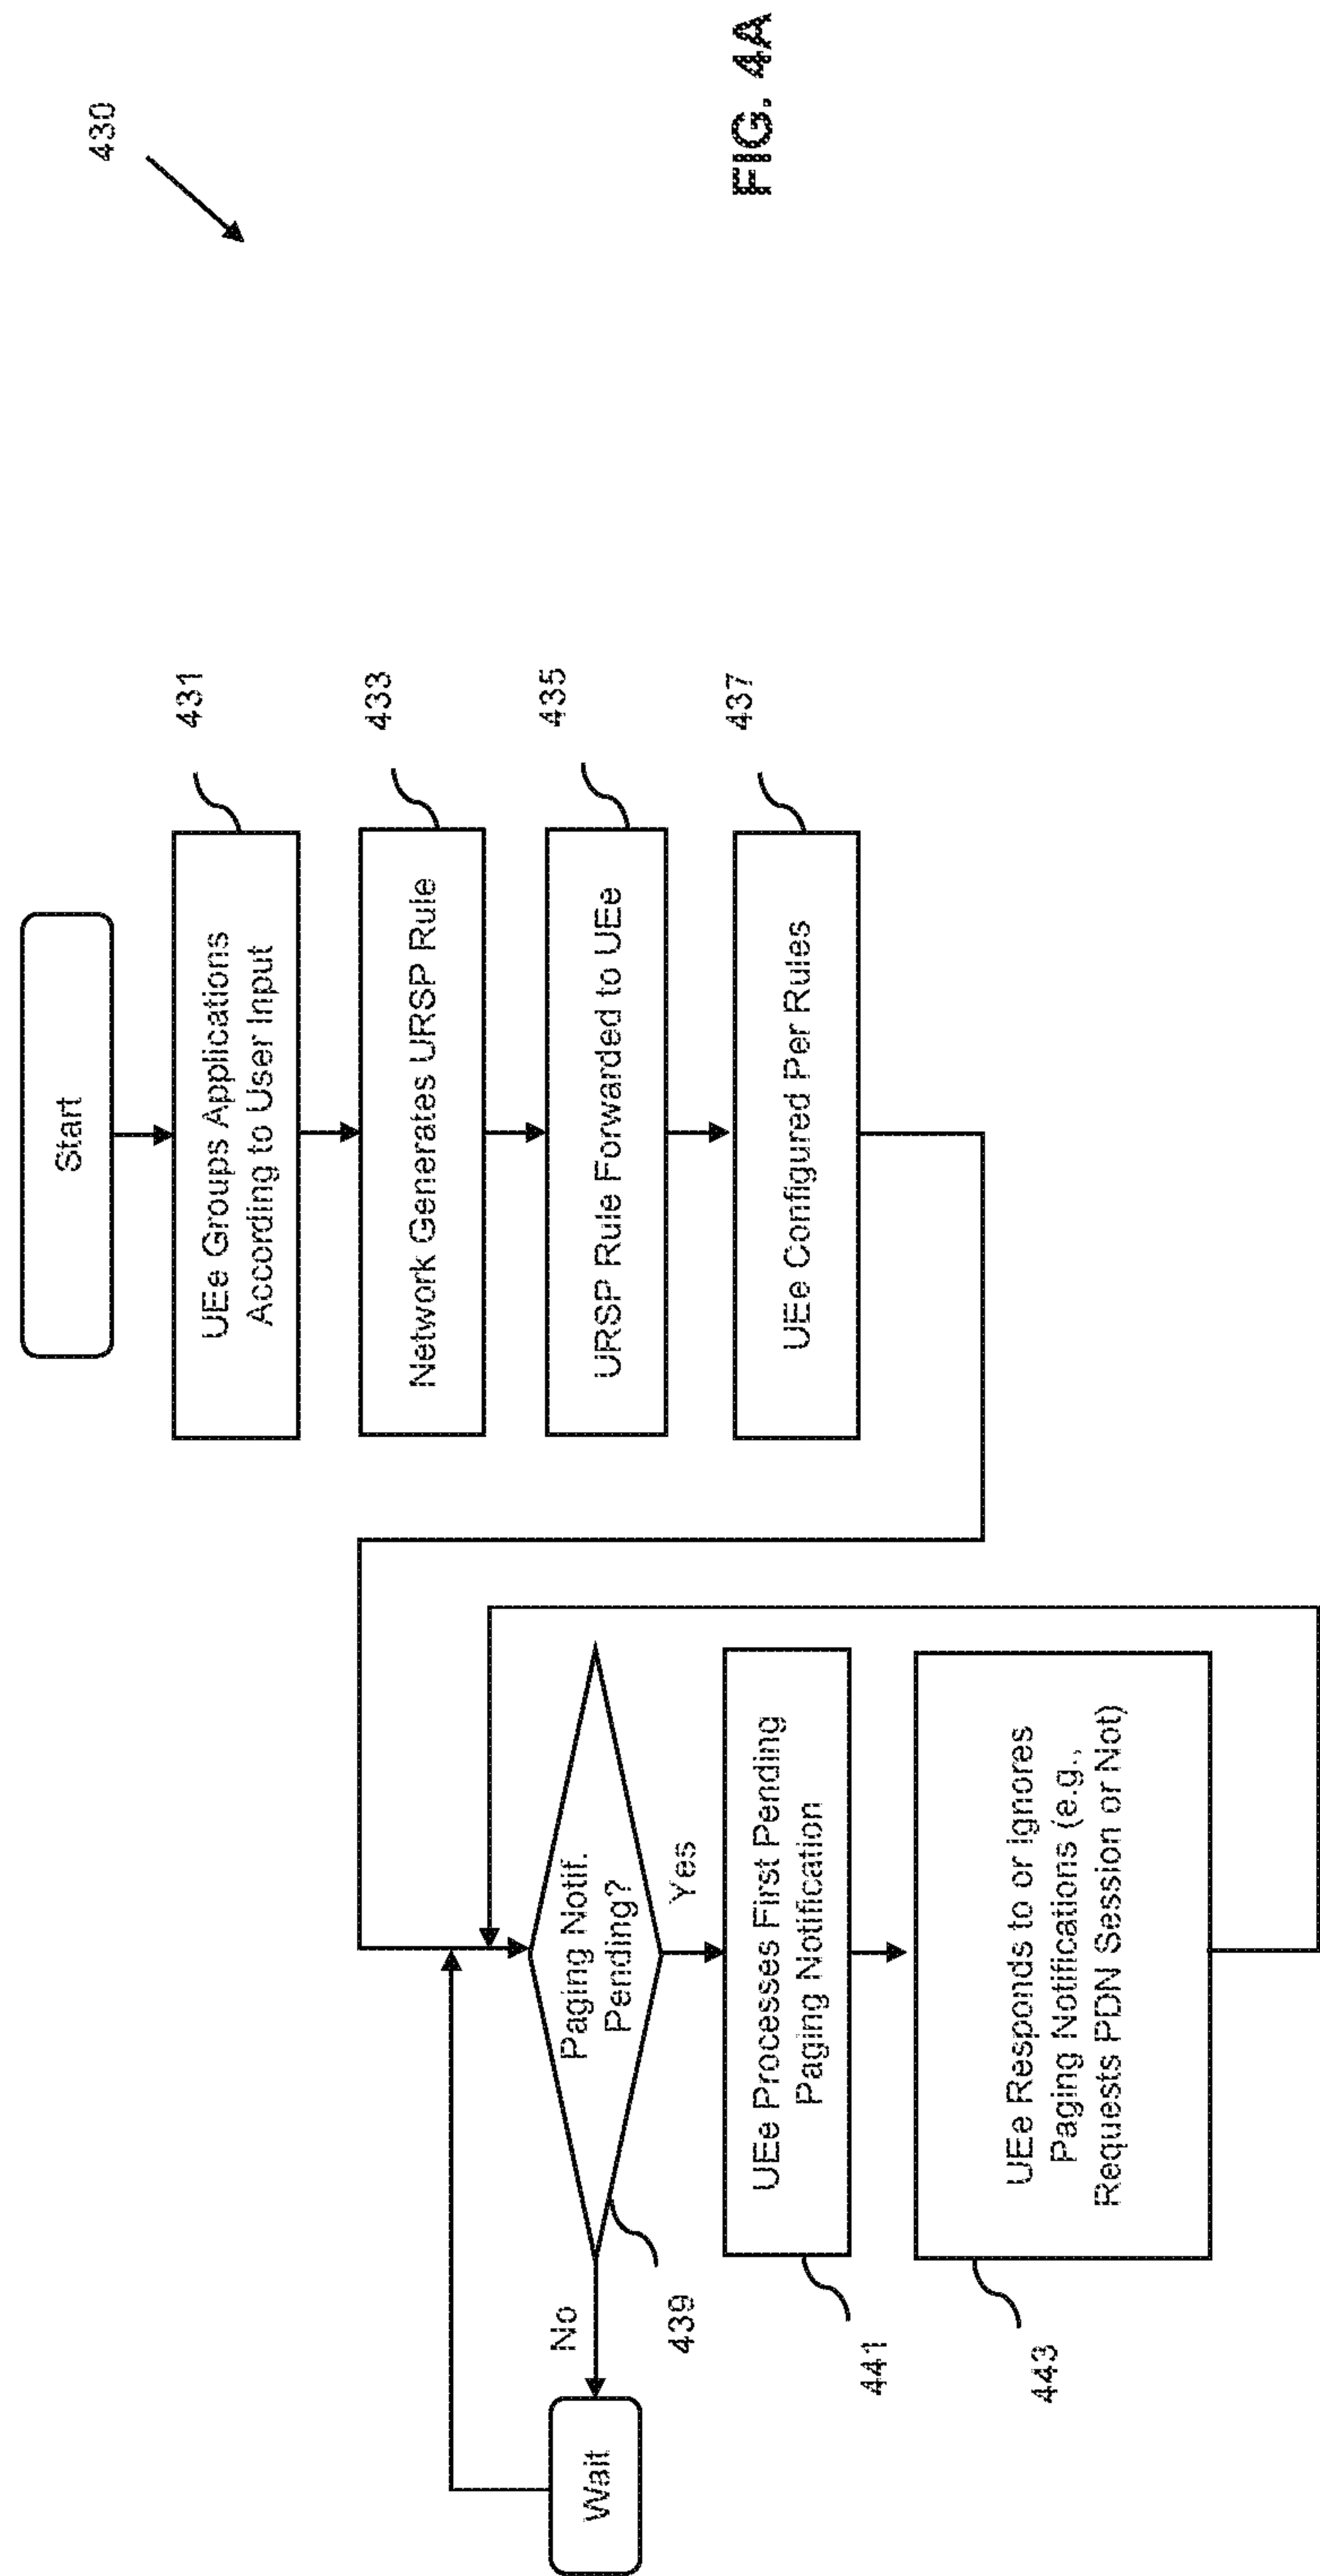 430
Start
UEe Groups Applications
According to User Input
431
Network Generates URSP Rule
433
URSP Rule Forwarded to UEe
435
UEe Configured Per Rules
437
Paging Notif.
Pending?
439
No
Wait
Yes
UEe Processes First Pending
Paging Notification
441
UEe Responds to or Ignores
Paging Notifications (e.g.,
Requests PDN Session or Not)
443
FIG. 4A